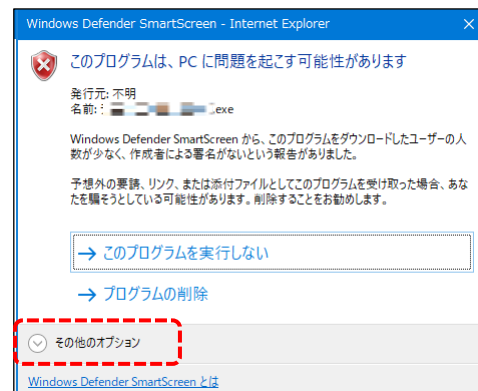 Windows Defender SmartScreen - Internet Explorer
このプログラムは、PC に問題を起こす可能性があります
発行元: 不明
名前: .exe
Windows Defender SmartScreen から、このプログラムをダウンロードしたユーザーの人
数が少なく、作成者による署名がないという報告がありました。
予想外の要請、リンク、または添付ファイルとしてこのプログラムを受け取った場合、あな
たを騙そうとしている可能性があります。削除することをお勧めします。
→ このプログラムを実行しない
→ プログラムの削除
その他のオプション
Windows Defender SmartScreen とは